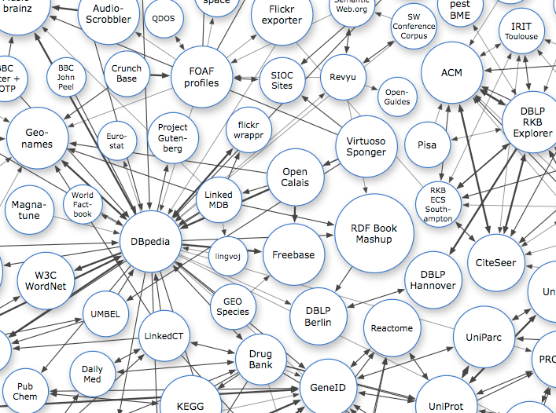 brainz
Audio-
Scrobbler
QDOS
space
Flickr
exporter
Semantic
Web.org
SW
Conference
Corpus
pest
BME
IRIT
Toulouse
BBC
John
Peel
Crunch
Base
FOAF
profiles
SIOC
Sites
Revyu
Open-
Guides
ACM
DBLP
RKB
Explorer
OTP
Geo-
names
Euro-
stat
Project
Guten-
berg
flickr
wrappr
Virtuoso
Sponger
Pisa
Open
Calais
Magna-
tune
World
Fact-
book
Linked
MDB
RKB
ECS
South-
ampton
DBpedia
lingvoj
Freebase
RDF Book
Mashup
CiteSeer
W3C
WordNet
DBLP
Hannover
Un
GEO
Species
DBLP
Berlin
UMBEL
LinkedCT
Reactome
UniParc
Drug
Bank
PRO
Daily
Med
Pub
Chem
KEGG
GeneID
UniProt